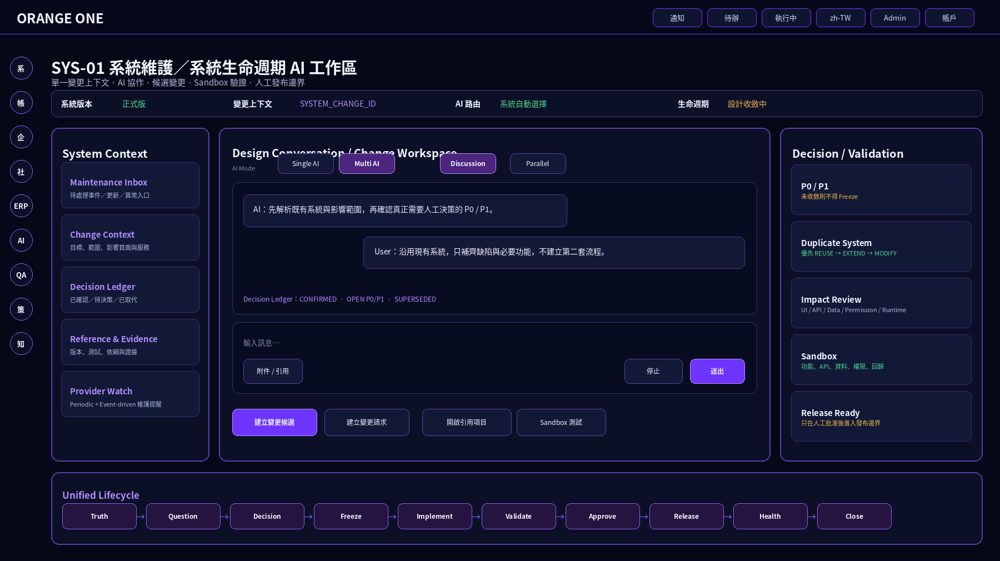 ORANGE ONE
通知
待辦
執行中
zh-TW
Admin
帳戶
系
帳
企
社
ERP
AI
QA
策
知
SYS-01 系統維護／系統生命週期 AI 工作區
單一變更上下文 · AI 協作 · 候選變更 · Sandbox 驗證 · 人工發布邊界
系統版本 正式版 變更上下文 SYSTEM_CHANGE_ID AI 路由 系統自動選擇 生命週期 設計收斂中
System Context
Maintenance Inbox
待處理事件／更新／異常入口
Change Context
目標、範圍、影響頁面與服務
Decision Ledger
已確認／待決策／已取代
Reference & Evidence
版本、測試、依賴與證據
Provider Watch
Periodic + Event-driven 維護提醒
Design Conversation / Change Workspace
AI Mode
Single AI
Multi AI
Discussion
Parallel
AI：先解析既有系統與影響範圍，再確認真正需要人工決策的 P0 / P1。
User：沿用現有系統，只補齊缺陷與必要功能，不建立第二套流程。
Decision Ledger：CONFIRMED · OPEN P0/P1 · SUPERSEDED
輸入訊息…
附件 / 引用
停止
送出
建立變更候選
建立變更請求
開啟引用項目
Sandbox 測試
Decision / Validation
P0 / P1
未收斂則不得 Freeze
Duplicate System
優先 REUSE → EXTEND → MODIFY
Impact Review
UI / API / Data / Permission / Runtime
Sandbox
功能、API、資料、權限、回歸
Release Ready
只在人工批准後進入發布邊界
Unified Lifecycle
Truth → Question → Decision → Freeze → Implement → Validate → Approve → Release → Health → Close